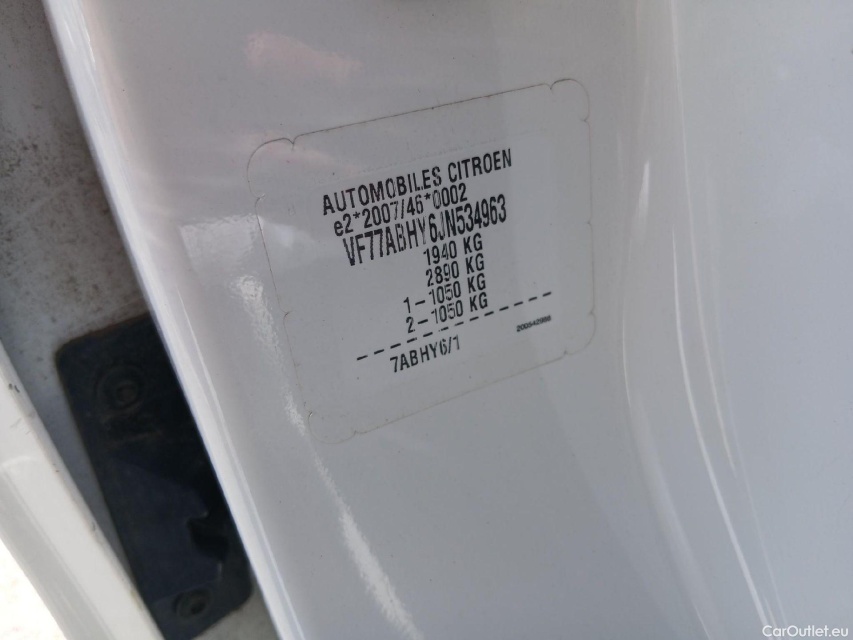 AUTOMOBILES CITROEN
e2*2007/46*0002
VF77ABHY6JN534963
1940 KG
2890 KG
1-1050 KG
2-1050 KG
7ABHY6/1
CarOutlet.eu